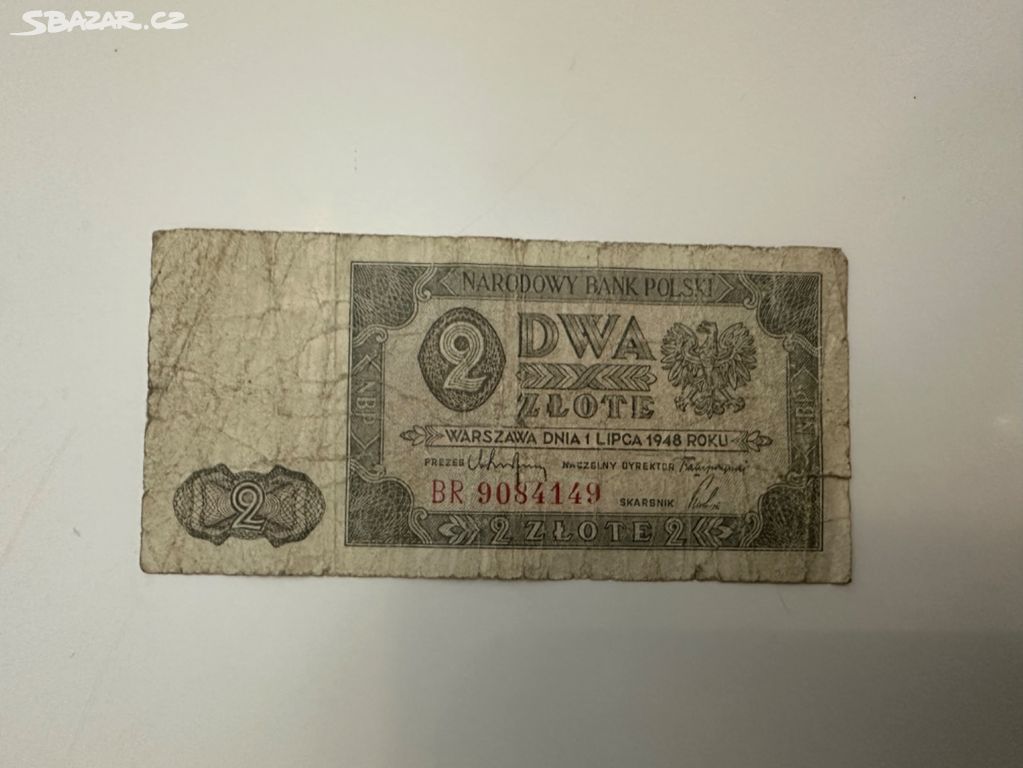 SBAZAR.CZ
NARODOWY BANK POLSKI
2 DWA
ZŁOTE
NBP
NBP
WARSZAWA DNIA 1 LIPCA 1948 ROKU
PREZES NACZELNY DYREKTOR
BR 9084149 SKARBNIK
2
2 ZŁOTE 2